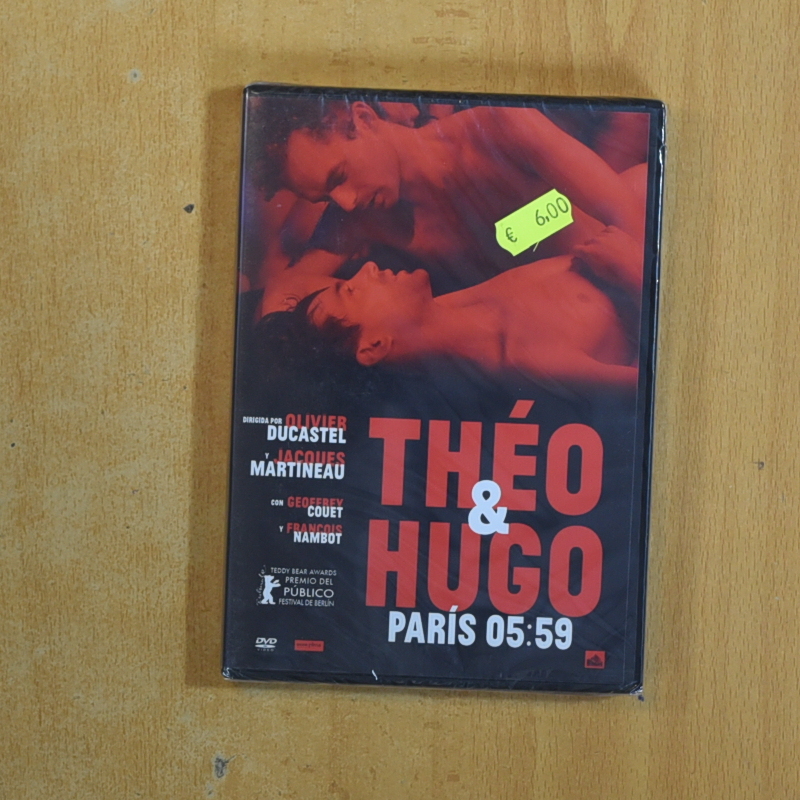 € 6,00
DIRIGIDA POR OLIVIER
DUCASTEL
Y JACQUES
MARTINEAU
CON GEOFFREY
COUET
Y FRANÇOIS
NAMBOT
THÉO
&
HUGO
PARÍS 05:59
TEDDY BEAR AWARDS
PREMIO DEL
PÚBLICO
FESTIVAL DE BERLÍN
DVD
VIDEO